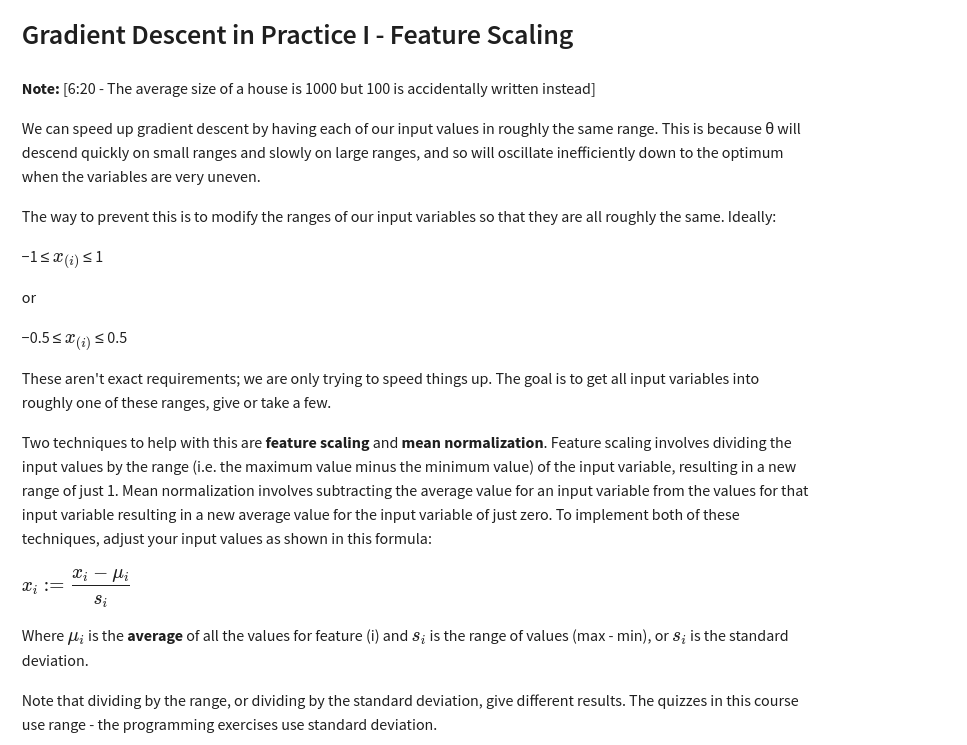 Gradient Descent in Practice I - Feature Scaling
Note: [6:20 - The average size of a house is 1000 but 100 is accidentally written instead]
We can speed up gradient descent by having each of our input values in roughly the same range. This is because θ will
descend quickly on small ranges and slowly on large ranges, and so will oscillate inefficiently down to the optimum
when the variables are very uneven.
The way to prevent this is to modify the ranges of our input variables so that they are all roughly the same. Ideally:
−1 ≤ x_{(i)} ≤ 1
or
−0.5 ≤ x_{(i)} ≤ 0.5
These aren't exact requirements; we are only trying to speed things up. The goal is to get all input variables into
roughly one of these ranges, give or take a few.
Two techniques to help with this are feature scaling and mean normalization. Feature scaling involves dividing the
input values by the range (i.e. the maximum value minus the minimum value) of the input variable, resulting in a new
range of just 1. Mean normalization involves subtracting the average value for an input variable from the values for that
input variable resulting in a new average value for the input variable of just zero. To implement both of these
techniques, adjust your input values as shown in this formula:
x_i := \frac{x_i − μ_i}{s_i}
Where μ_i is the average of all the values for feature (i) and s_i is the range of values (max - min), or s_i is the standard
deviation.
Note that dividing by the range, or dividing by the standard deviation, give different results. The quizzes in this course
use range - the programming exercises use standard deviation.